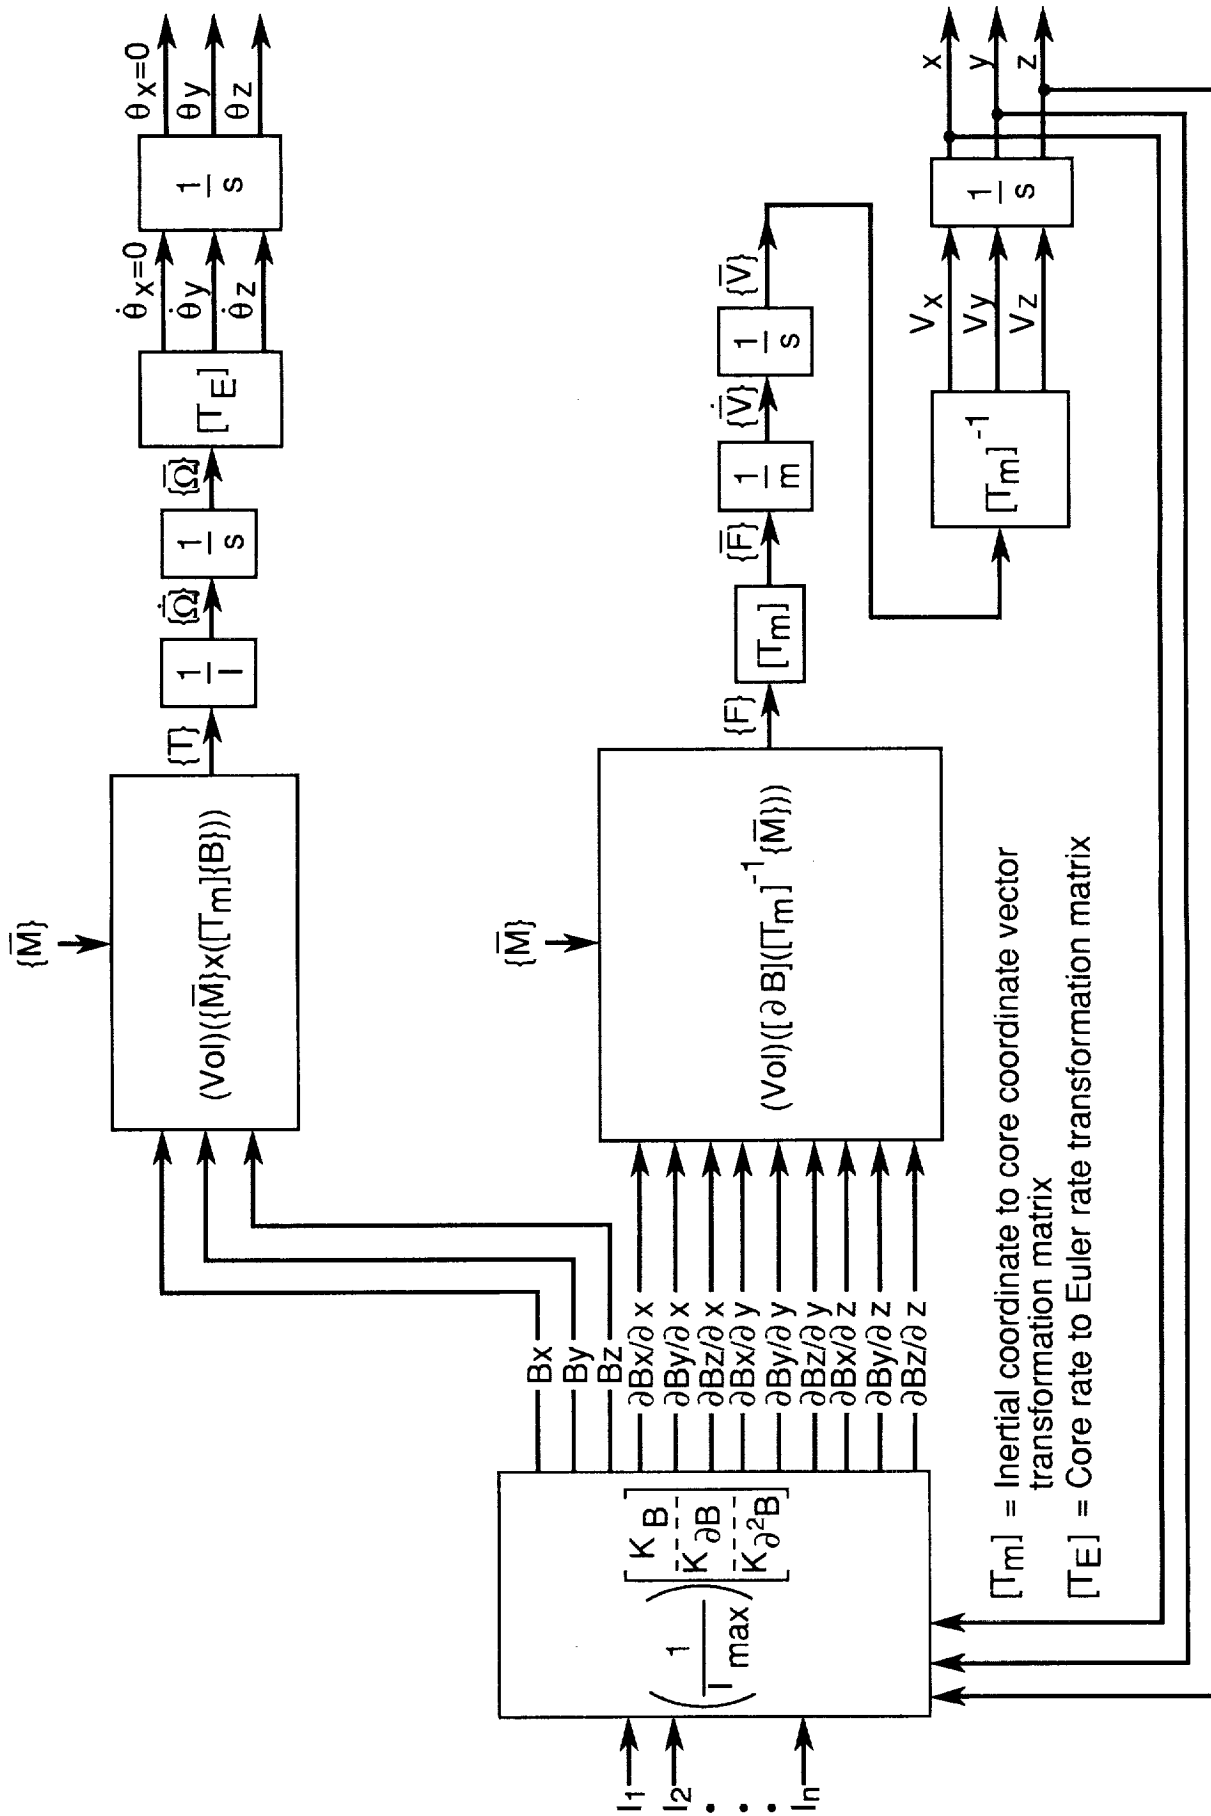 I1
I2
• • •
In
(1/Imax) [KB / K∂B / K∂²B]
Bx
By
Bz
∂Bx/∂x
∂By/∂x
∂Bz/∂x
∂Bx/∂y
∂By/∂y
∂Bz/∂y
∂Bx/∂z
∂By/∂z
∂Bz/∂z
{M̅}
(Vol)({M̅}x([Tm]{B}))
{T}
1/I
{Ω̅̇}
1/s
{Ω̅}
[TE]
θ̇x=0
θ̇y
θ̇z
1/s
θx=0
θy
θz
{M̅}
(Vol)([∂B]([Tm]⁻¹{M̅}))
{F}
[Tm]
{F̅}
1/m
{V̅̇}
1/s
{V̅}
[Tm]⁻¹
Vx
Vy
Vz
1/s
x
y
z
[Tm] = Inertial coordinate to core coordinate vector
transformation matrix
[TE] = Core rate to Euler rate transformation matrix